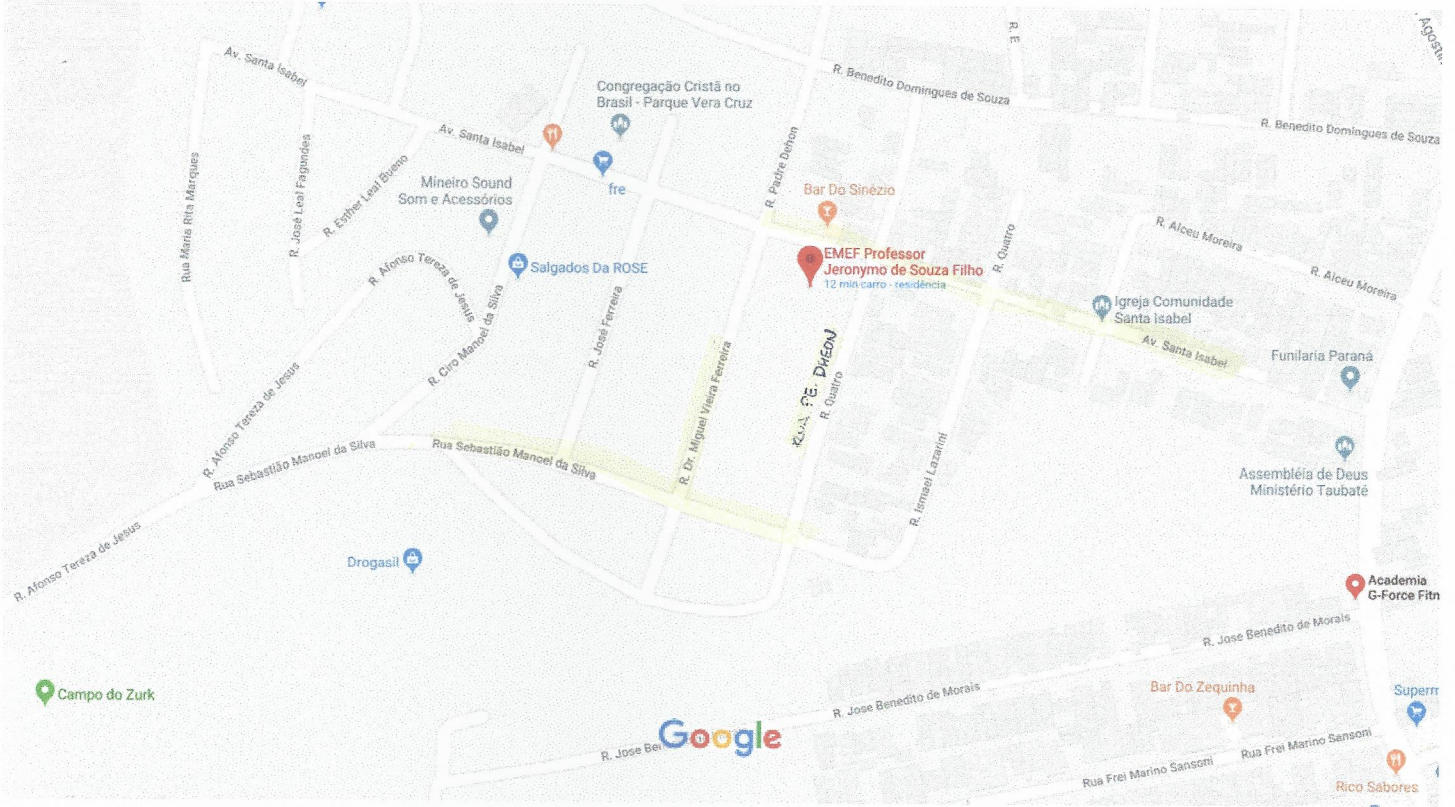 Agosti
R. E
Av. Santa Isabel
R. Benedito Domingues de Souza
Congregação Cristã no
Brasil - Parque Vera Cruz
R. Benedito Domingues de Souza
Av. Santa Isabel
R. Padre Dehon
Rua Maria Rita Marques
R. José Leal Fagundes
R. Esther Leal Bueno
Mineiro Sound
Som e Acessórios
fre
Bar Do Sinézio
R. Quatro
R. Alceu Moreira
EMEF Professor
Jeronymo de Souza Filho
12 min carro - residência
R. Afonso Tereza de Jesus
Salgados Da ROSE
R. Alceu Moreira
Igreja Comunidade
Santa Isabel
R. Ciro Manoel da Silva
R. José Ferreira
R. Dr. Miguel Vieira Ferreira
RUA PE. DHEON
R. Quatro
Av. Santa Isabel
Funilaria Paraná
R. Afonso Tereza de Jesus
Rua Sebastião Manoel da Silva
Rua Sebastião Manoel da Silva
R. Ismael Lazarini
Assembléia de Deus
Ministério Taubaté
R. Afonso Tereza de Jesus
Drogasil
Academia
G-Force Fitn
R. Jose Benedito de Morais
Campo do Zurk
R. Jose Benedito de Morais
Bar Do Zequinha
Superm
R. Jose Be
Google
Rua Frei Marino Sansoni
Rua Frei Marino Sansoni
Rico Sabores